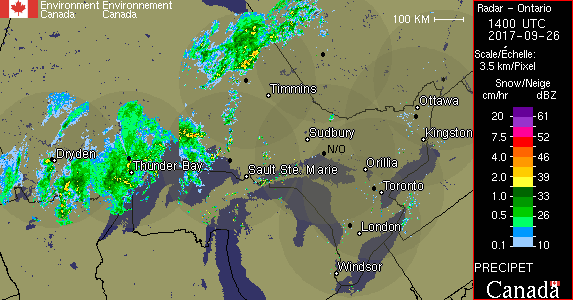 Environment Environnement
Canada Canada
100 KM
Radar - Ontario
1400 UTC
2017-09-26
Scale/Échelle:
3.5 km/Pixel
Snow/Neige
cm/hr dBZ
20 61
7.5 52
4.0 46
2.0 39
1.0 33
0.5 26
0.1 10
PRECIPET
Canada
Timmins
Ottawa
Sudbury
Kingston
N/O
Dryden
Thunder Bay
Sault Ste. Marie
Orillia
Toronto
London
Windsor